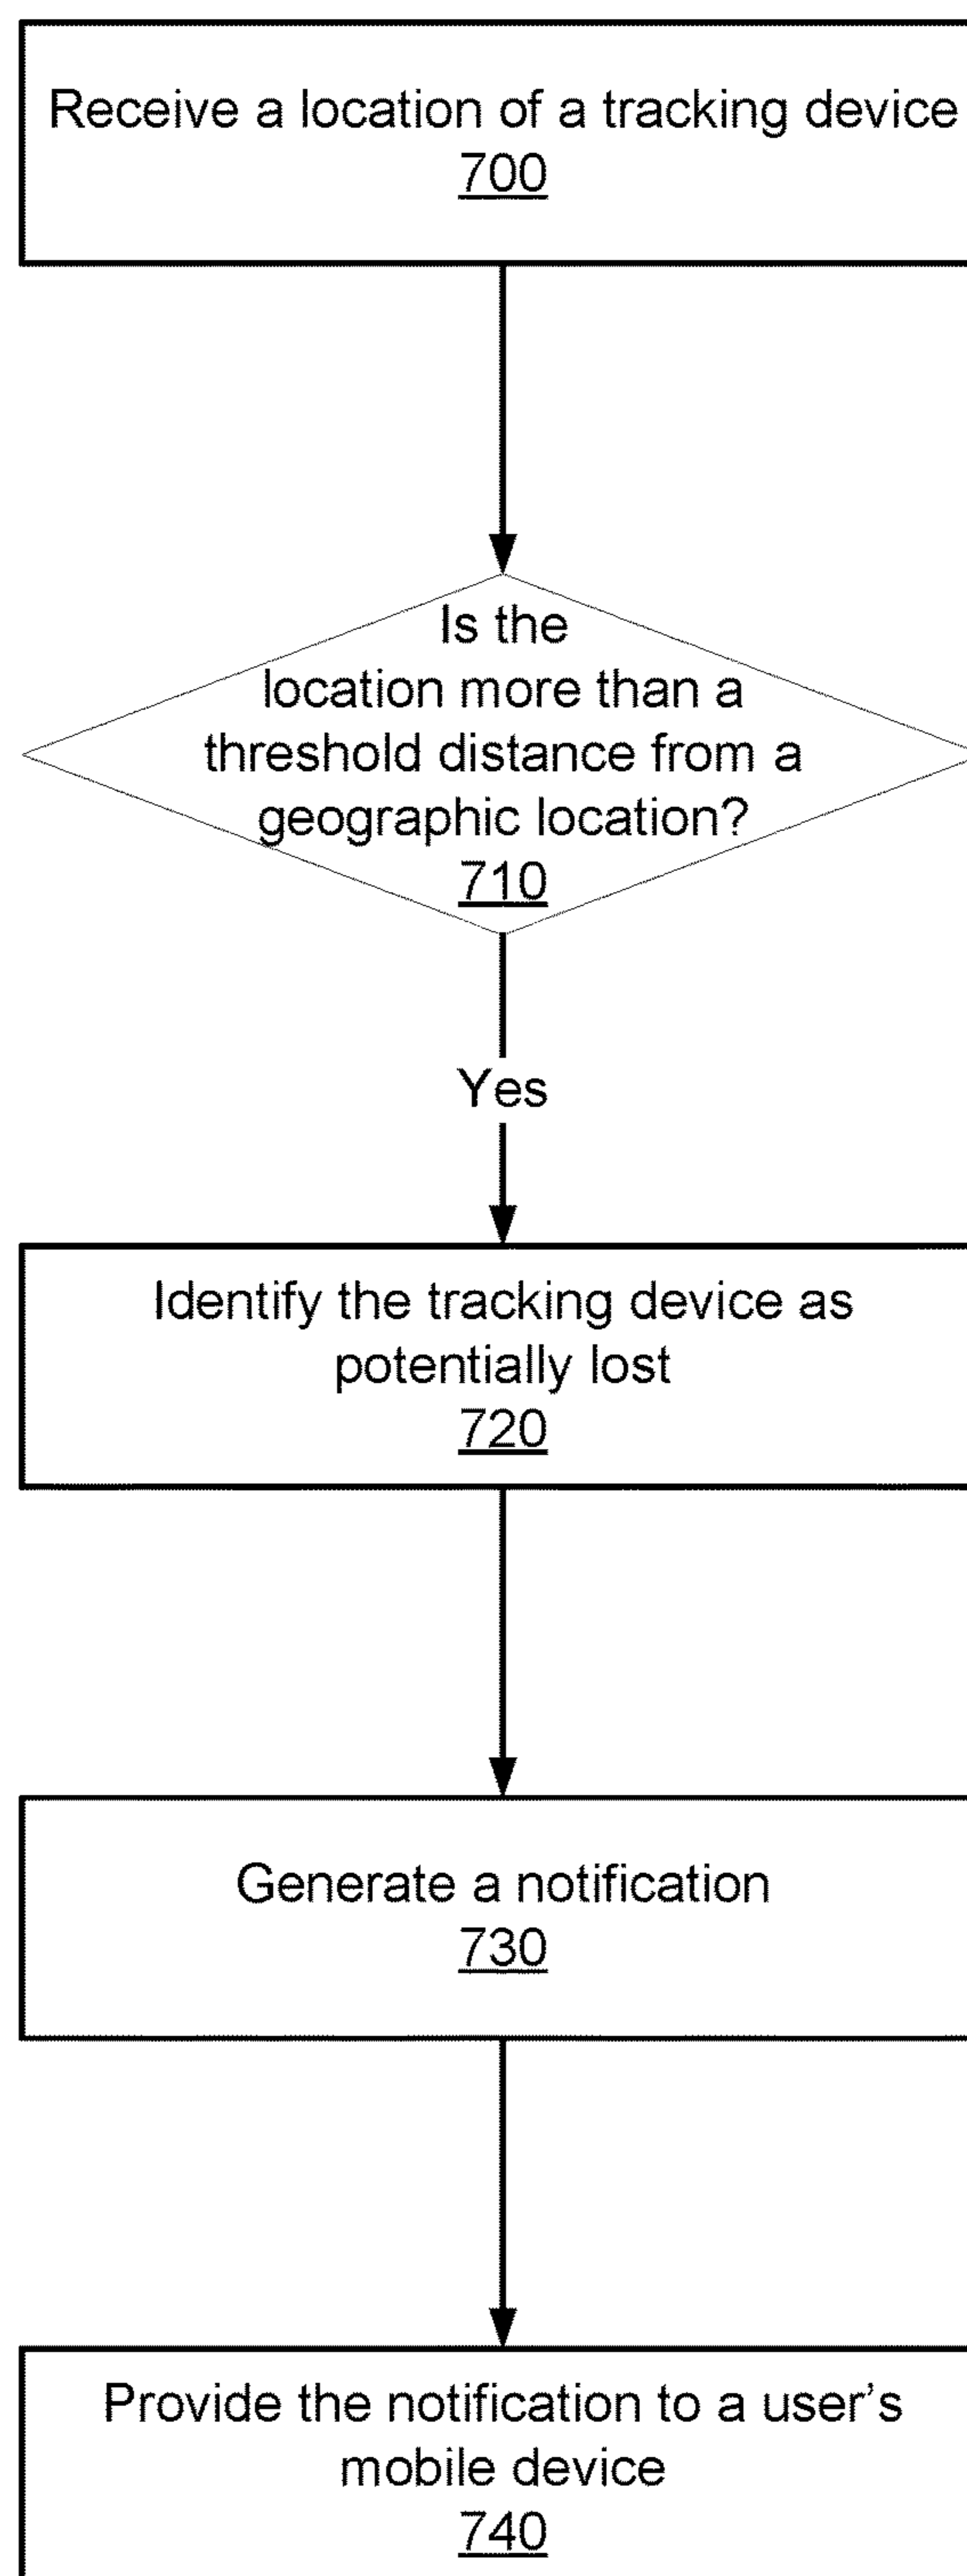 Receive a location of a tracking device
700
Is the
location more than a
threshold distance from a
geographic location?
710
Yes
Identify the tracking device as
potentially lost
720
Generate a notification
730
Provide the notification to a user’s
mobile device
740